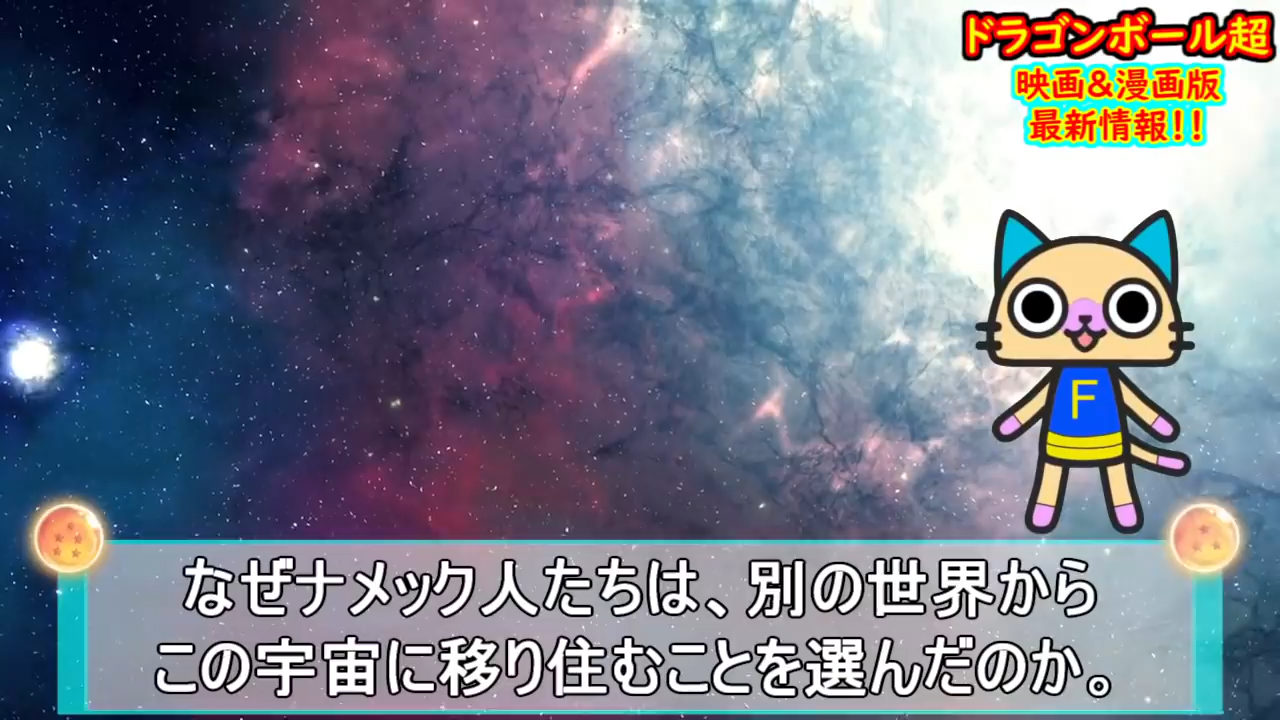 ドラゴンボール超
映画&漫画版
最新情報!!
F
なぜナメック人たちは、別の世界から
この宇宙に移り住むことを選んだのか。